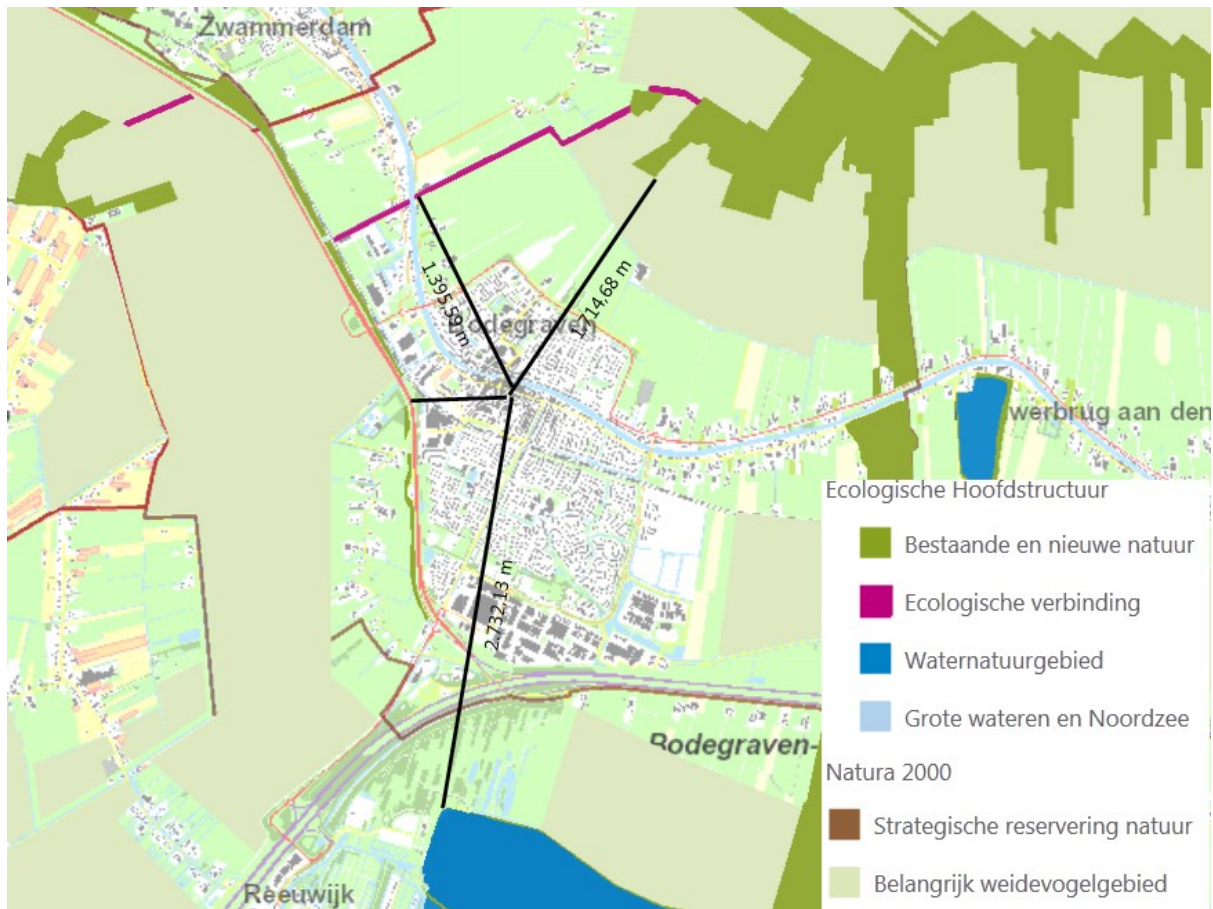 Zwammerdam
1.395,59 m
1.714,68 m
Bodegraven
werbrug aan den
2.732,13 m
Bodegraven-
Reeuwijk
Ecologische Hoofdstructuur
Bestaande en nieuwe natuur
Ecologische verbinding
Waternatuurgebied
Grote wateren en Noordzee
Natura 2000
Strategische reservering natuur
Belangrijk weidevogelgebied